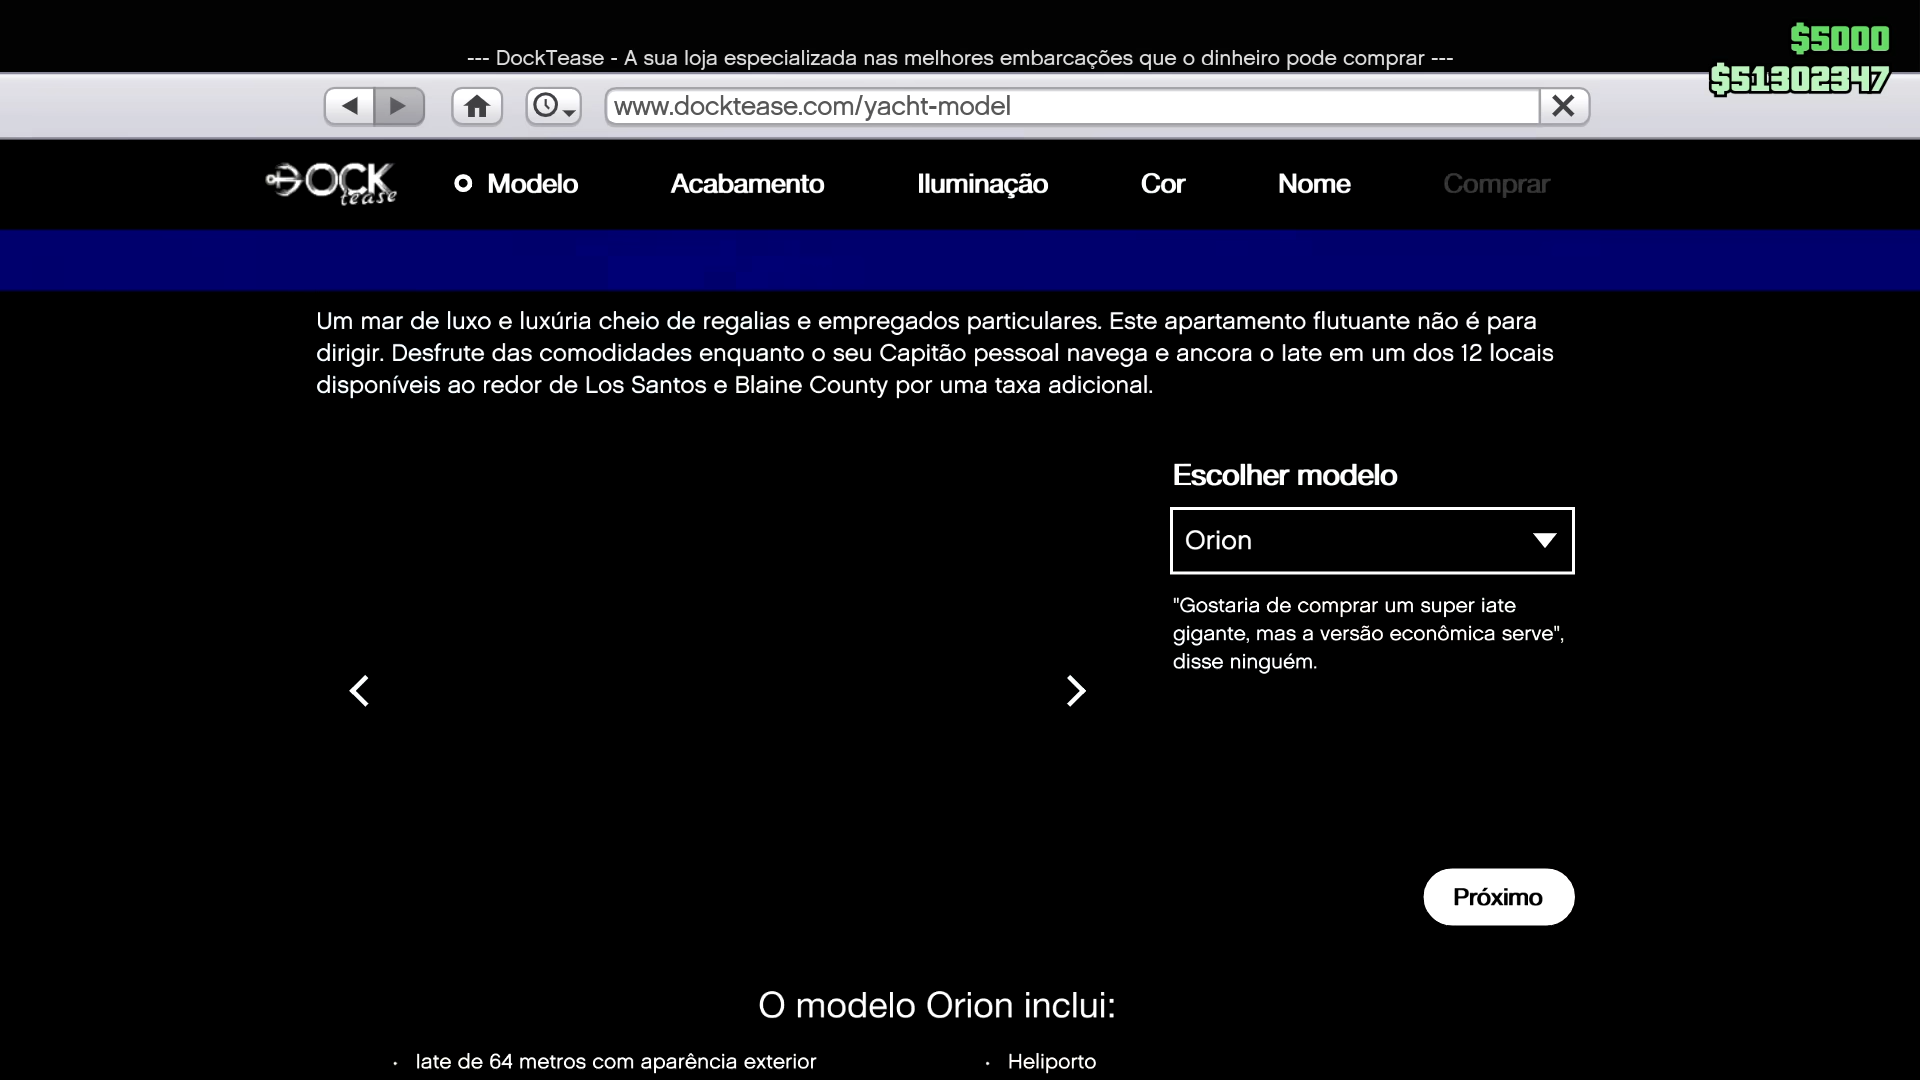 --- DockTease - A sua loja especializada nas melhores embarcações que o dinheiro pode comprar ---
$5000
$51302347
www.docktease.com/yacht-model
DOCK tease
Modelo
Acabamento
Iluminação
Cor
Nome
Comprar
Um mar de luxo e luxúria cheio de regalias e empregados particulares. Este apartamento flutuante não é para
dirigir. Desfrute das comodidades enquanto o seu Capitão pessoal navega e ancora o Iate em um dos 12 locais
disponíveis ao redor de Los Santos e Blaine County por uma taxa adicional.
Escolher modelo
Orion
"Gostaria de comprar um super iate
gigante, mas a versão econômica serve",
disse ninguém.
Próximo
O modelo Orion inclui:
· Iate de 64 metros com aparência exterior
· Heliporto